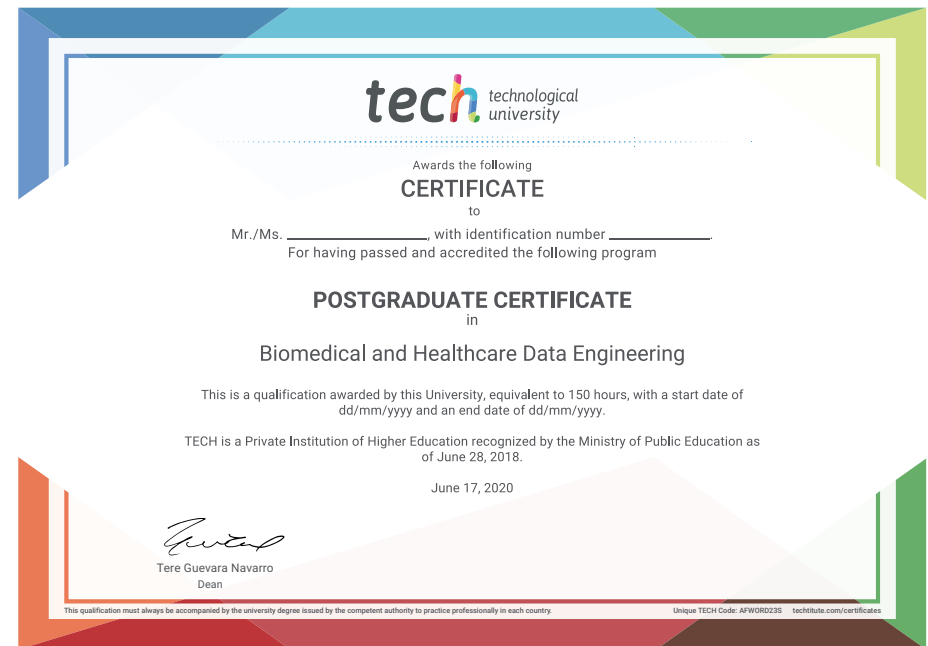 tech technological
university
Awards the following
CERTIFICATE
to
Mr./Ms. ____________________, with identification number ______________.
For having passed and accredited the following program
POSTGRADUATE CERTIFICATE
in
Biomedical and Healthcare Data Engineering
This is a qualification awarded by this University, equivalent to 150 hours, with a start date of
dd/mm/yyyy and an end date of dd/mm/yyyy.
TECH is a Private Institution of Higher Education recognized by the Ministry of Public Education as
of June 28, 2018.
June 17, 2020
Tere Guevara Navarro
Dean
This qualification must always be accompanied by the university degree issued by the competent authority to practice professionally in each country.
Unique TECH Code: AFWORD23S techtitute.com/certificates